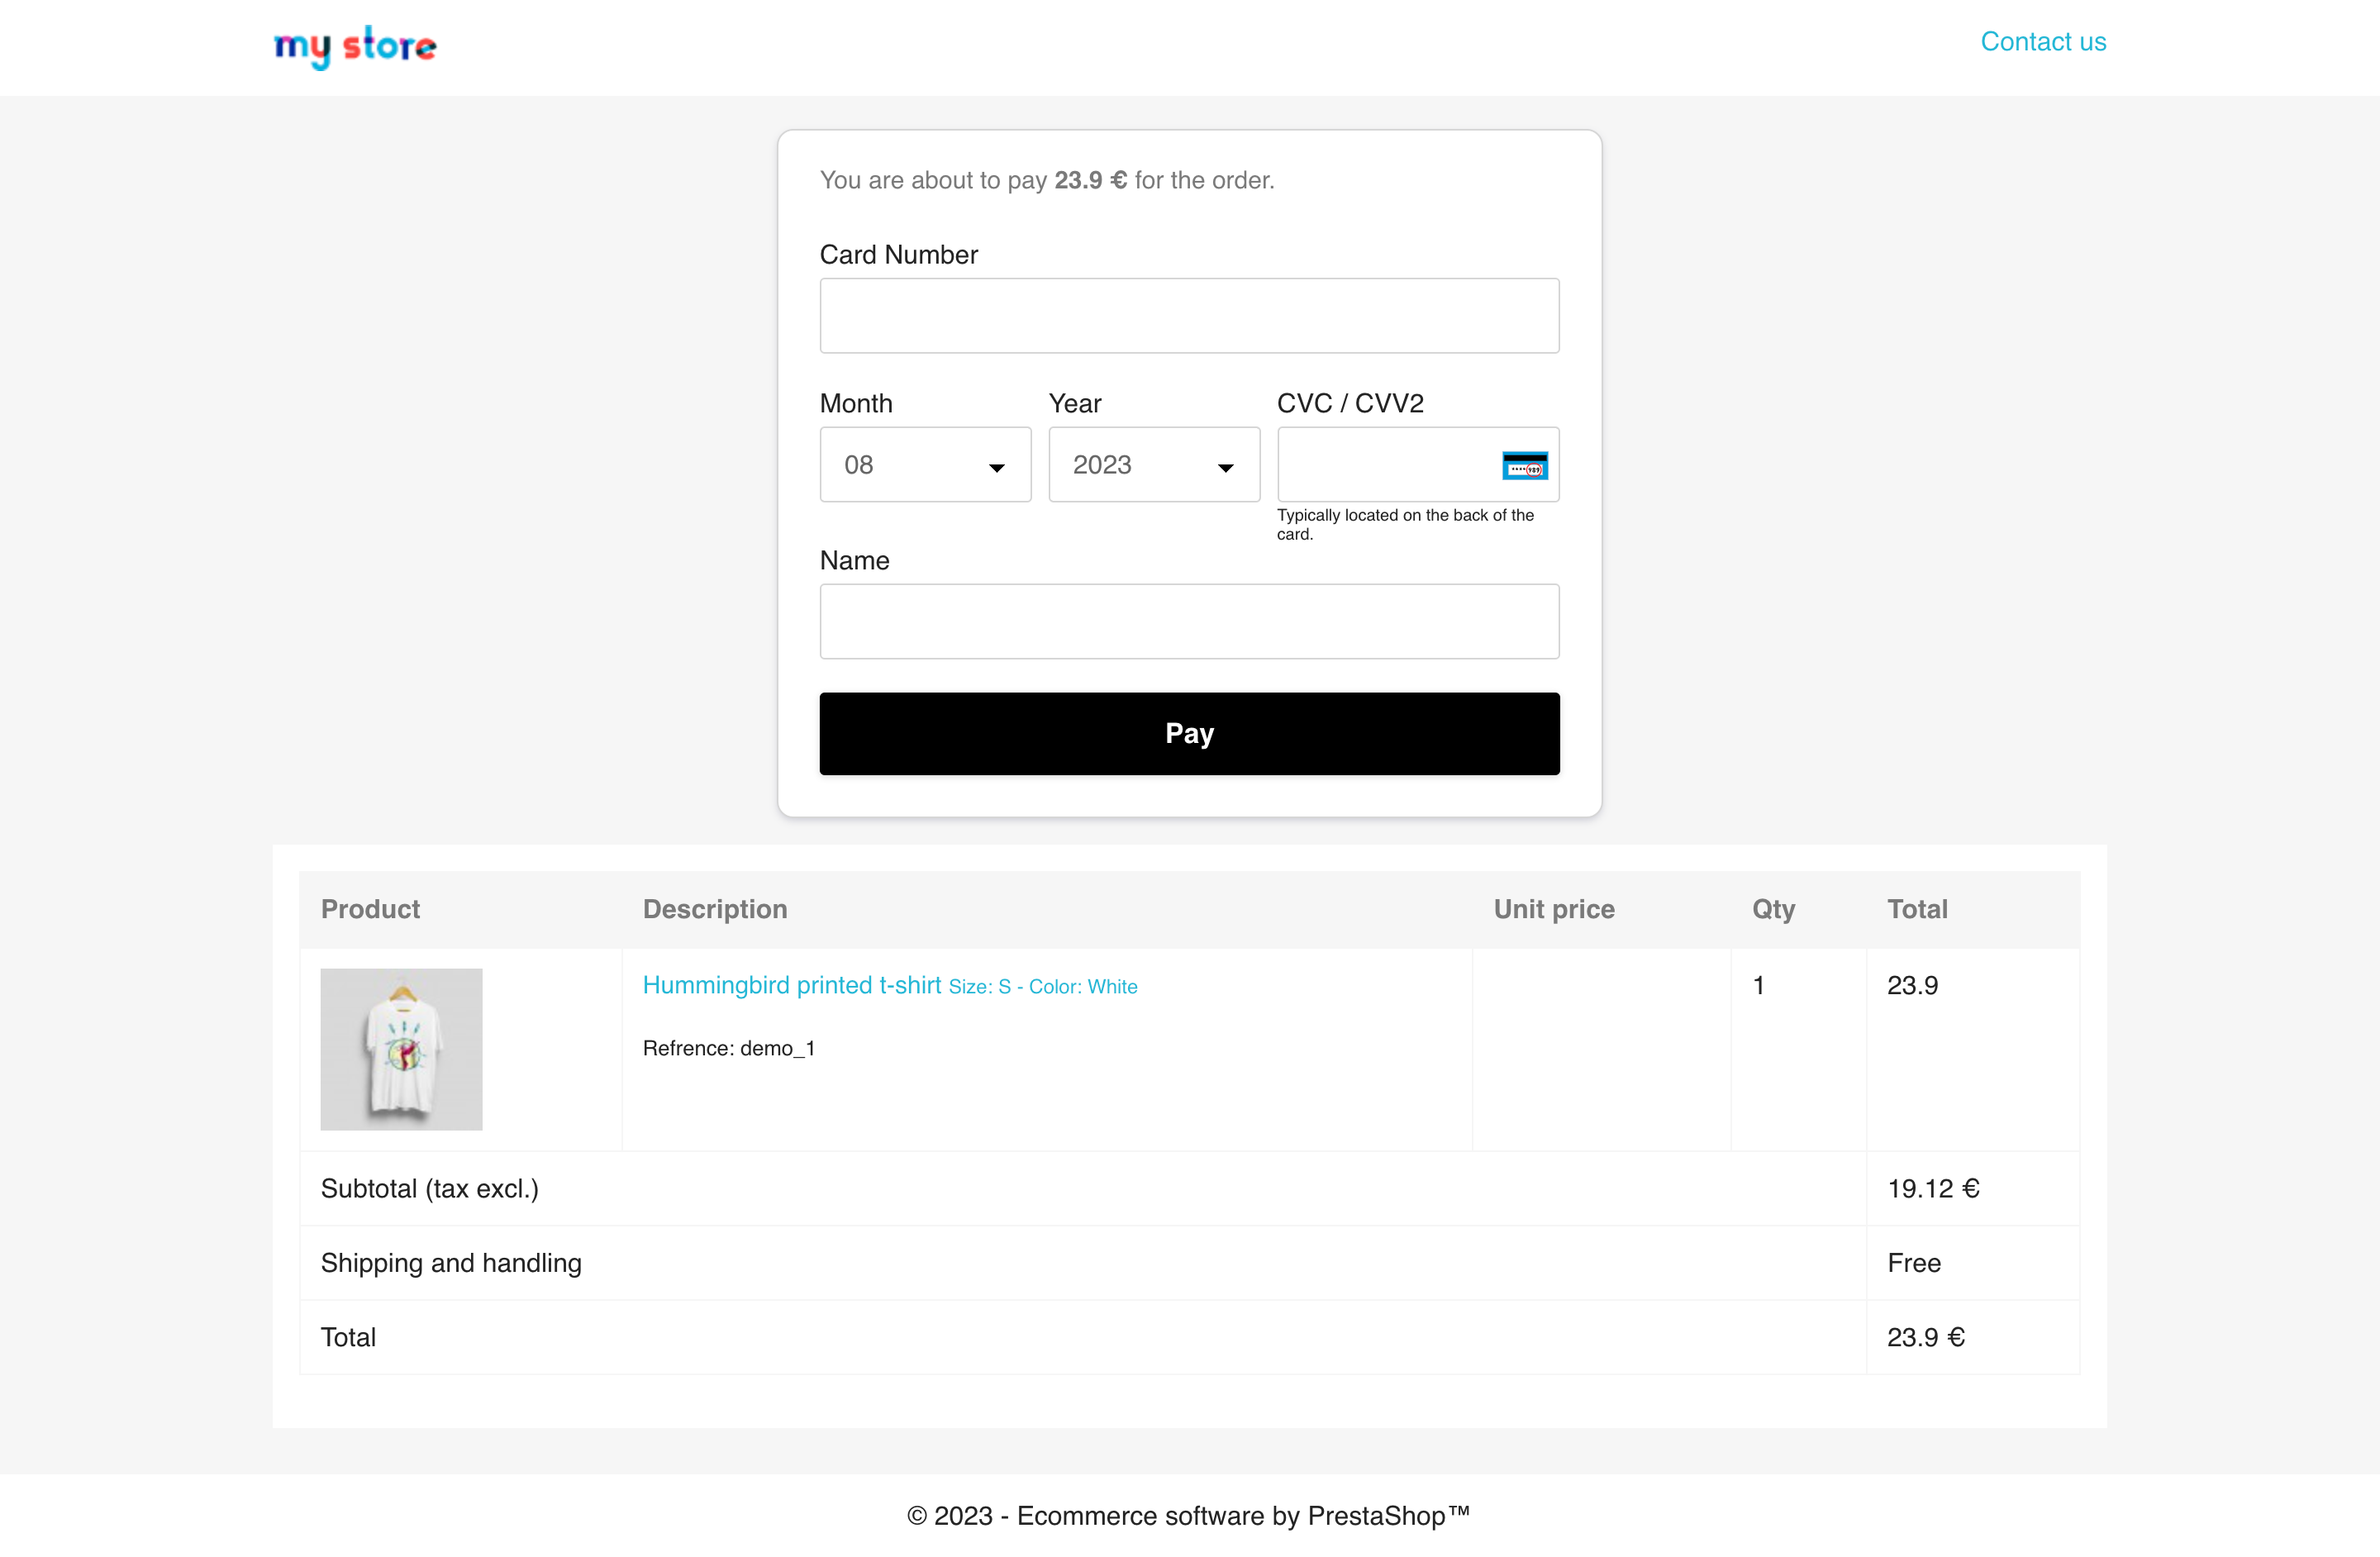 my store
Contact us
You are about to pay 23.9 € for the order.
Card Number
Month
Year
CVC / CVV2
08
2023
989
Typically located on the back of the
card.
Name
Pay
Product
Description
Unit price
Qty
Total
Hummingbird printed t-shirt Size: S - Color: White
1
23.9
Refrence: demo_1
Subtotal (tax excl.)
19.12 €
Shipping and handling
Free
Total
23.9 €
© 2023 - Ecommerce software by PrestaShop™